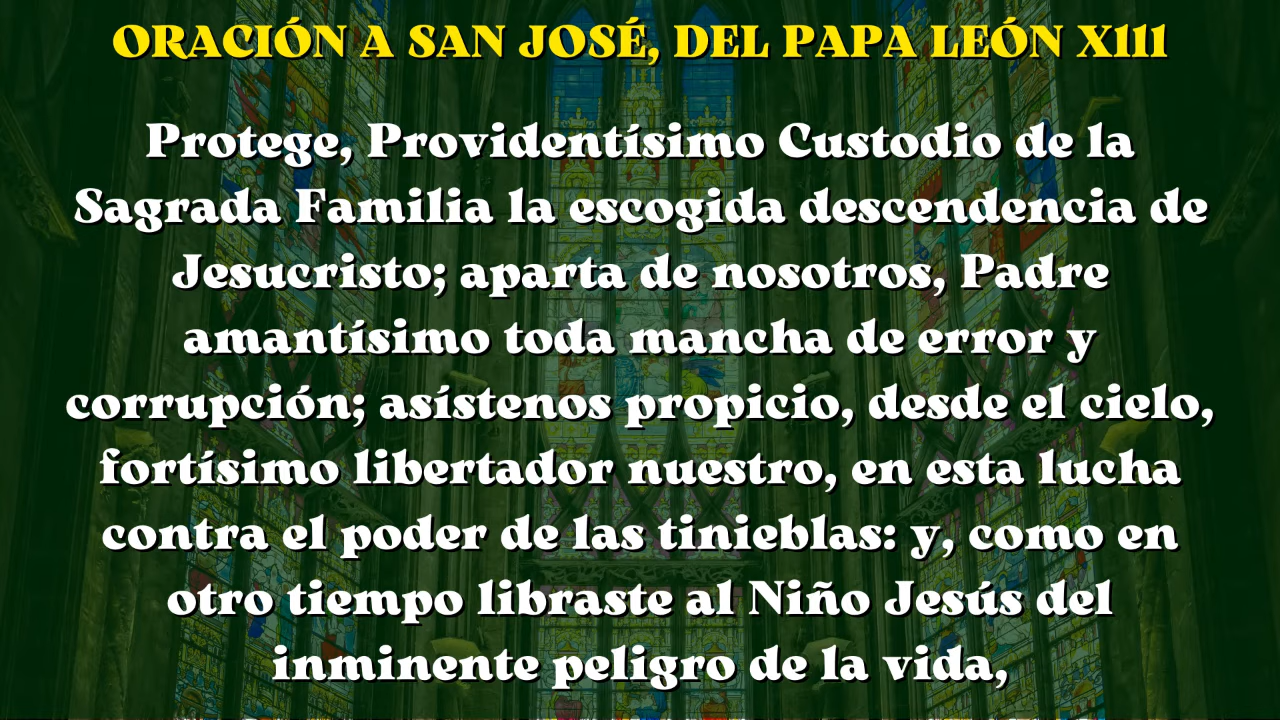 ORACIÓN A SAN JOSÉ, DEL PAPA LEÓN X111
Protege, Providentísimo Custodio de la
Sagrada Familia la escogida descendencia de
Jesucristo; aparta de nosotros, Padre
amantísimo toda mancha de error y
corrupción; asístenos propicio, desde el cielo,
fortísimo libertador nuestro, en esta lucha
contra el poder de las tinieblas: y, como en
otro tiempo libraste al Niño Jesús del
inminente peligro de la vida,